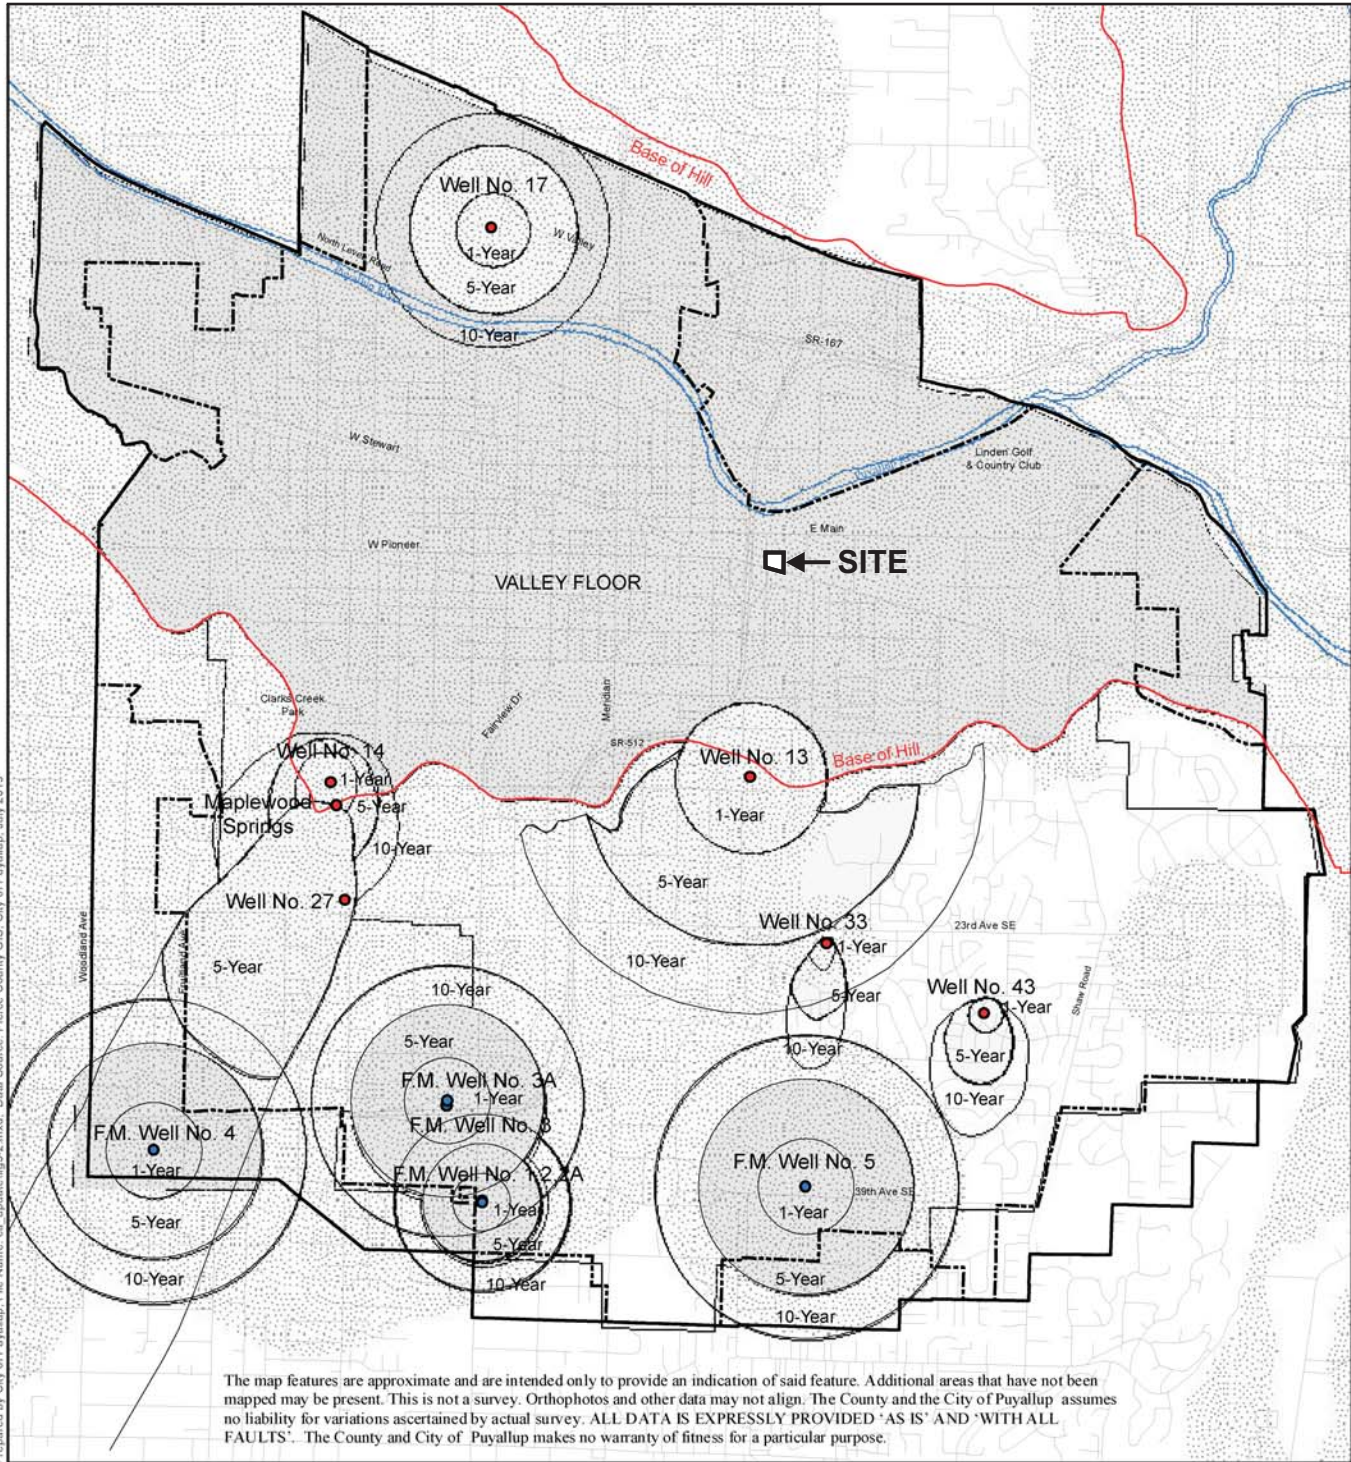 Base of Hill
Well No. 17
W Valley
1-Year
5-Year
10-Year
North Levee Road
SR-167
W Stewart
Linden Golf
& Country Club
E Main
W Pioneer
SITE
VALLEY FLOOR
Clarks Creek
Park
Fairview Dr
Meridian
SR-512
Base of Hill
Well No. 14
1-Year
5-Year
10-Year
Maplewood
Springs
Well No. 13
1-Year
5-Year
10-Year
Well No. 27
5-Year
Woodland Ave
Well No. 33
1-Year
5-Year
10-Year
23rd Ave SE
Well No. 43
1-Year
5-Year
10-Year
Shaw Road
10-Year
5-Year
F.M. Well No. 3A
1-Year
F.M. Well No. 3
F.M. Well No. 4
1-Year
5-Year
10-Year
F.M. Well No. 1,2,2A
1-Year
5-Year
10-Year
F.M. Well No. 5
39th Ave SE
1-Year
5-Year
10-Year
The map features are approximate and are intended only to provide an indication of said feature. Additional areas that have not been
mapped may be present. This is not a survey. Orthophotos and other data may not align. The County and the City of Puyallup assumes
no liability for variations ascertained by actual survey. ALL DATA IS EXPRESSLY PROVIDED 'AS IS' AND 'WITH ALL
FAULTS'. The County and City of Puyallup makes no warranty of fitness for a particular purpose.